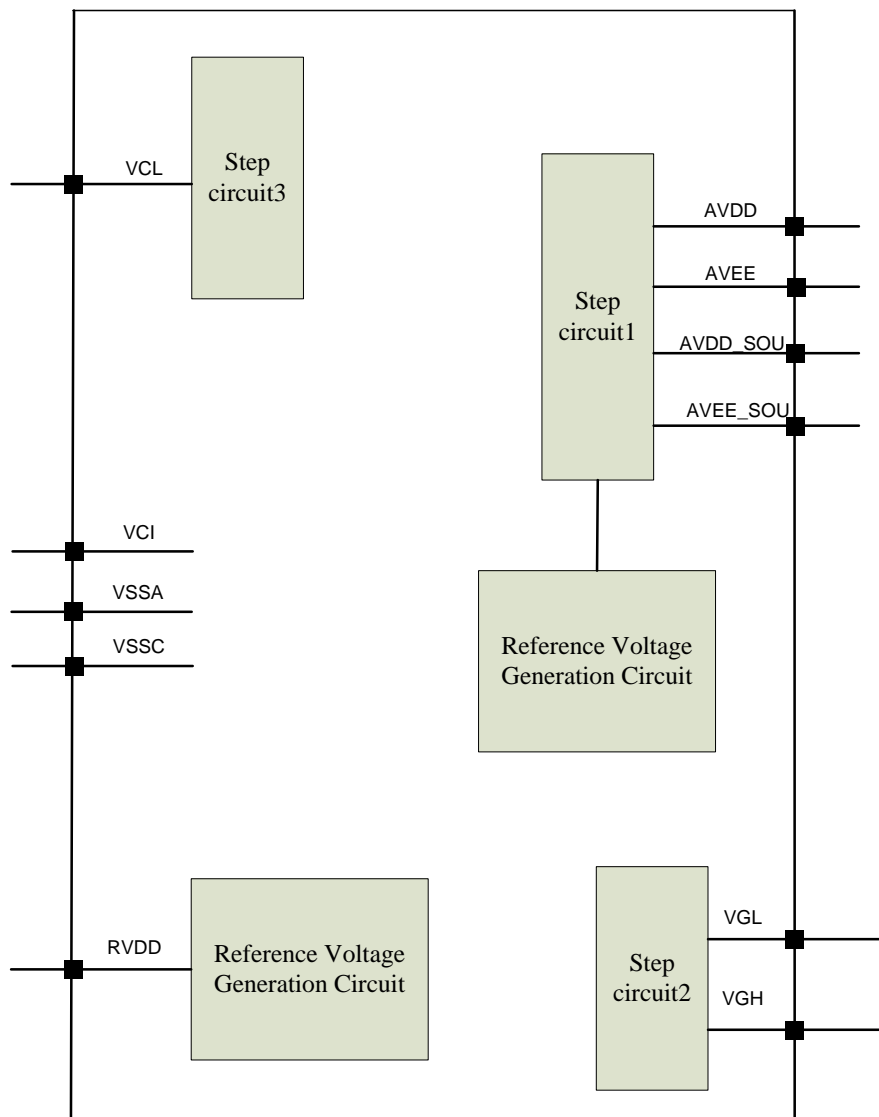 VCL
Step
circuit3
Step
circuit1
AVDD
AVEE
AVDD_SOU
AVEE_SOU
VCI
VSSA
VSSC
Reference Voltage
Generation Circuit
RVDD
Reference Voltage
Generation Circuit
Step
circuit2
VGL
VGH